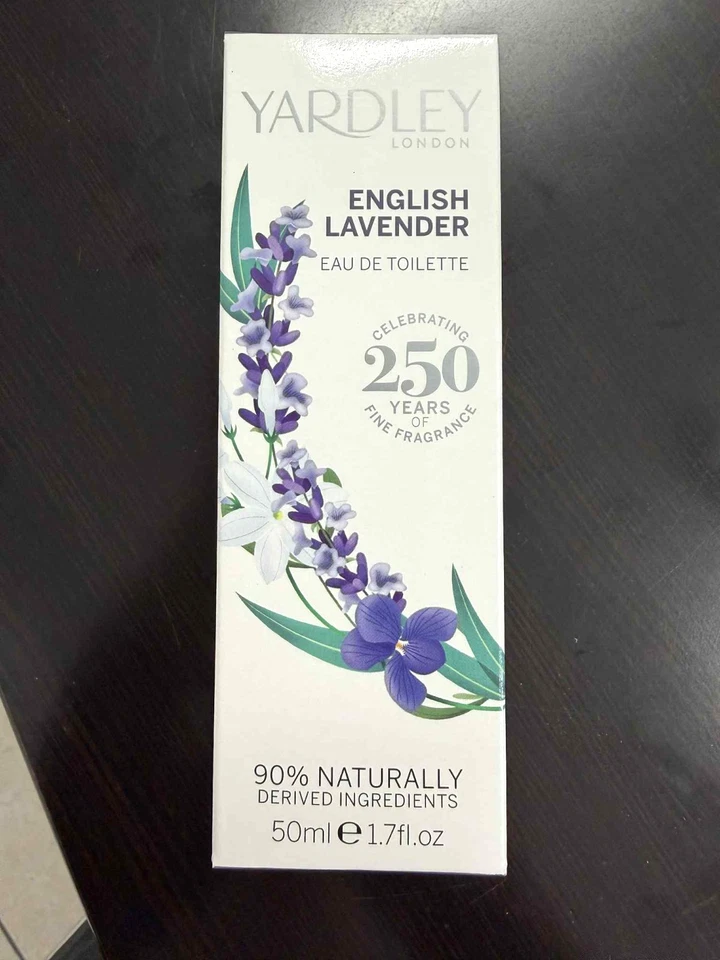 YARDLEY
LONDON
ENGLISH
LAVENDER
EAU DE TOILETTE
CELEBRATING
250
YEARS
OF
FINE FRAGRANCE
90% NATURALLY
DERIVED INGREDIENTS
50ml ℮ 1.7fl.oz